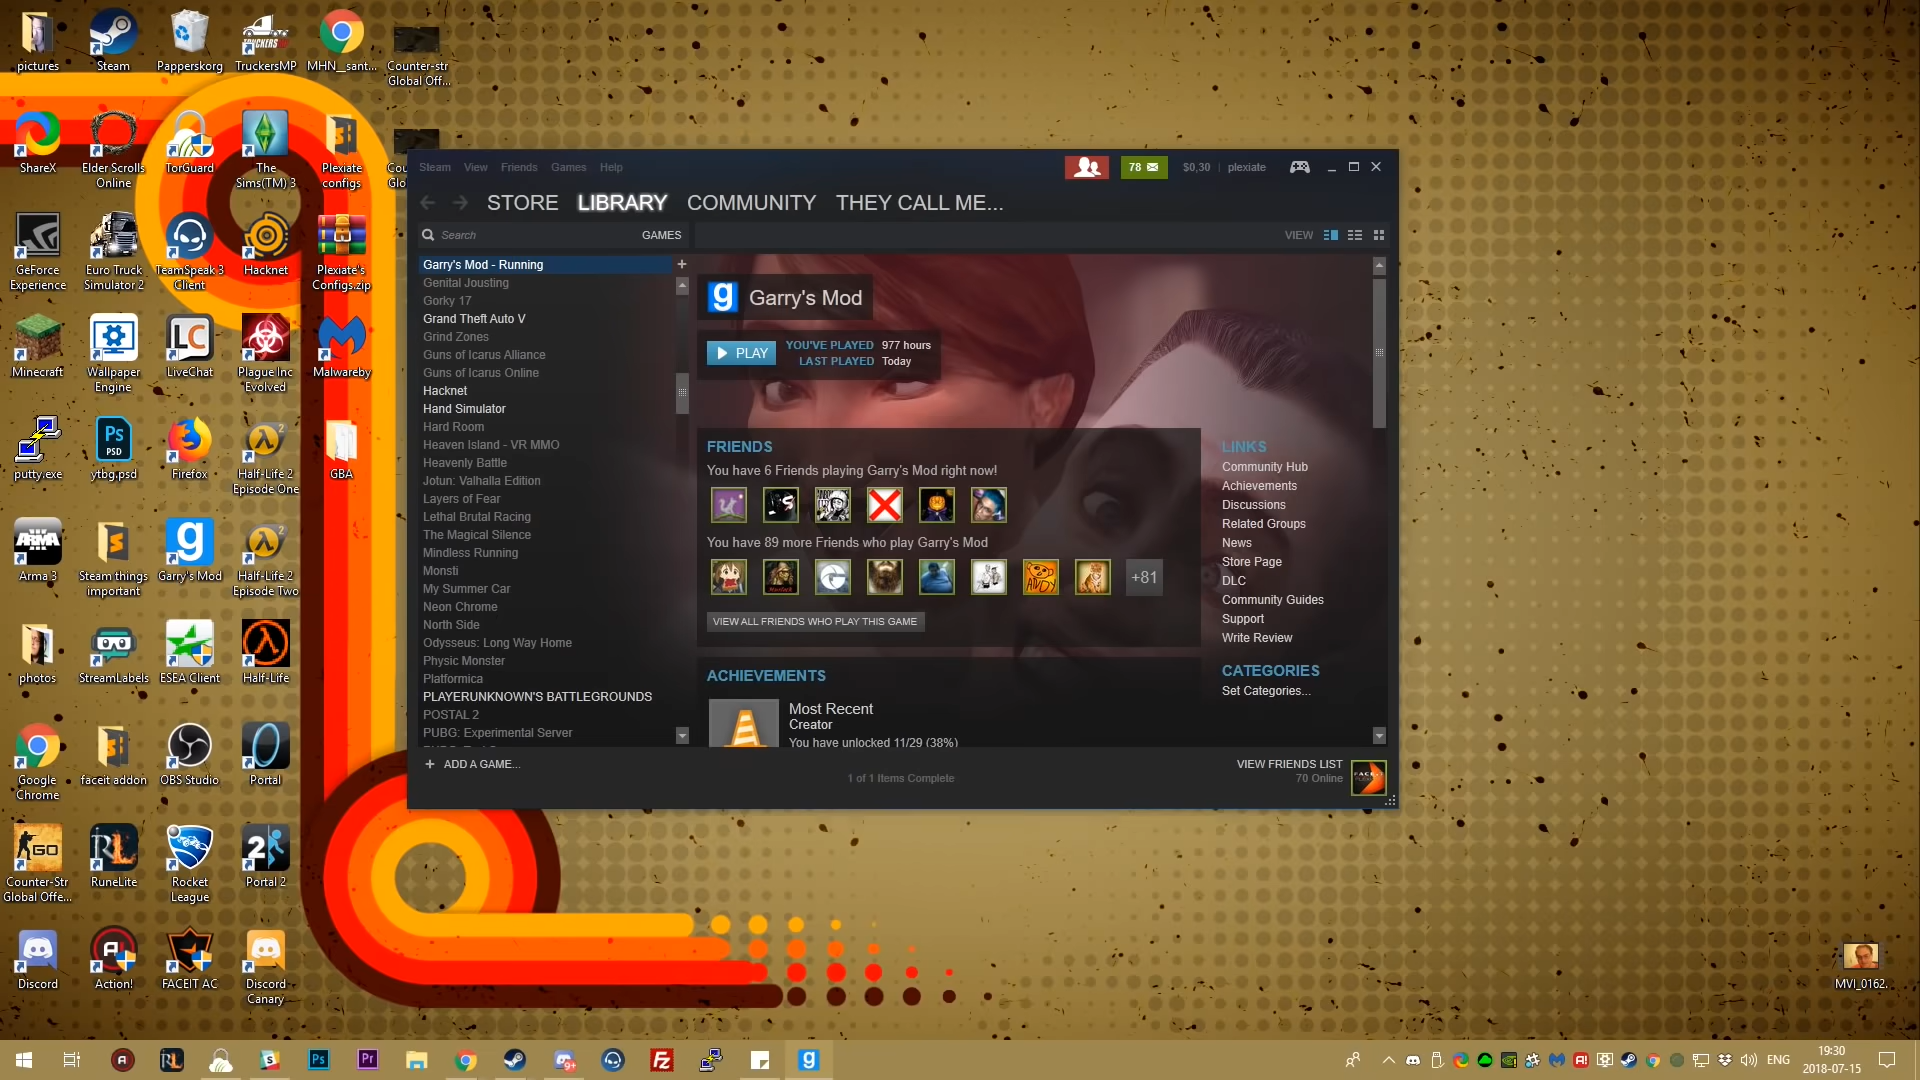 pictures
Steam
Papperskorg
TruckersMP
MHN__sant...
Counter-str
Global Off...
ShareX
Elder Scrolls
Online
TorGuard
The
Sims(TM) 3
Plexiate
configs
Cou
Glo
GeForce
Experience
Euro Truck
Simulator 2
TeamSpeak 3
Client
Hacknet
Plexiate's
Configs.zip
Minecraft
Wallpaper
Engine
LiveChat
Plague Inc
Evolved
Malwareby
putty.exe
ytbg.psd
Firefox
Half-Life 2
Episode One
GBA
Arma 3
Steam things
important
Garry's Mod
Half-Life 2
Episode Two
photos
StreamLabels
ESEA Client
Half-Life
Google
Chrome
faceit addon
OBS Studio
Portal
Counter-Str
Global Offe...
RuneLite
Rocket
League
Portal 2
Discord
Action!
FACEIT AC
Discord
Canary
MVI_0162.
Steam View Friends Games Help
78 $0,30 | plexiate
STORE LIBRARY COMMUNITY THEY CALL ME...
Search GAMES
VIEW
Garry's Mod - Running
Genital Jousting
Gorky 17
Grand Theft Auto V
Grind Zones
Guns of Icarus Alliance
Guns of Icarus Online
Hacknet
Hand Simulator
Hard Room
Heaven Island - VR MMO
Heavenly Battle
Jotun: Valhalla Edition
Layers of Fear
Lethal Brutal Racing
The Magical Silence
Mindless Running
Monsti
My Summer Car
Neon Chrome
North Side
Odysseus: Long Way Home
Physic Monster
Platformica
PLAYERUNKNOWN'S BATTLEGROUNDS
POSTAL 2
PUBG: Experimental Server
+ ADD A GAME...
g Garry's Mod
PLAY
YOU'VE PLAYED 977 hours
LAST PLAYED Today
FRIENDS
You have 6 Friends playing Garry's Mod right now!
You have 89 more Friends who play Garry's Mod
+81
VIEW ALL FRIENDS WHO PLAY THIS GAME
ACHIEVEMENTS
Most Recent
Creator
You have unlocked 11/29 (38%)
LINKS
Community Hub
Achievements
Discussions
Related Groups
News
Store Page
DLC
Community Guides
Support
Write Review
CATEGORIES
Set Categories...
1 of 1 Items Complete
VIEW FRIENDS LIST
70 Online
ENG
19:30
2018-07-15